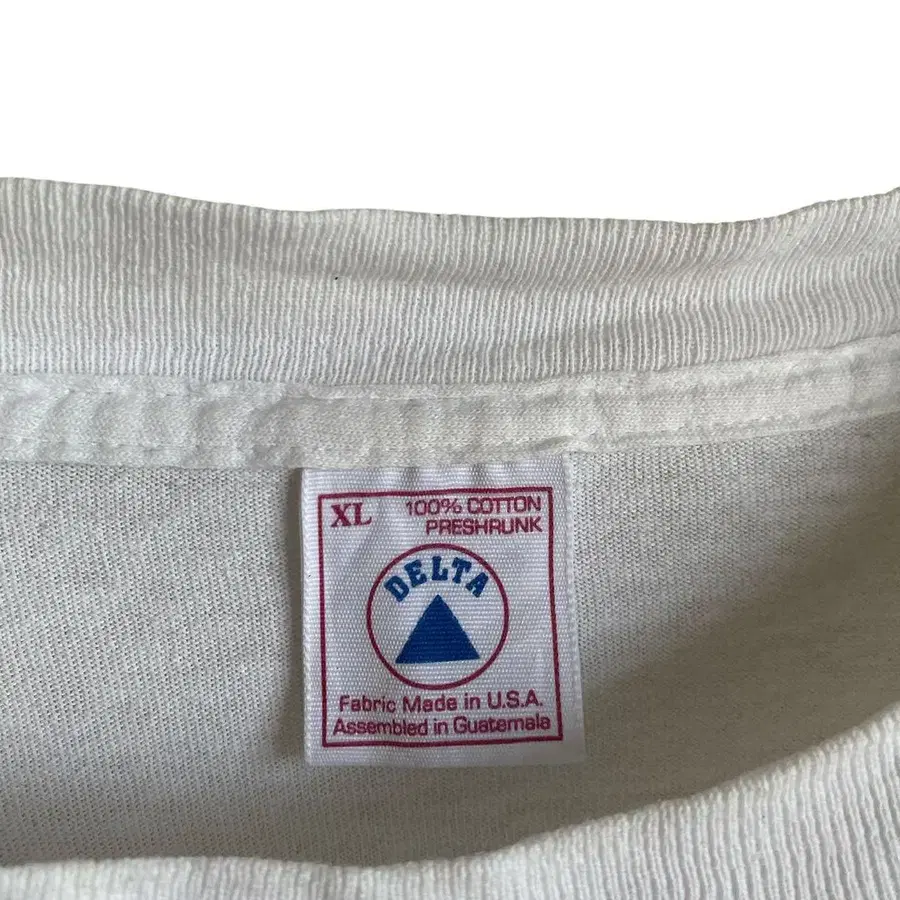 XL 100% COTTON
PRESHRUNK
DELTA
Fabric Made in U.S.A.
Assembled in Guatemala